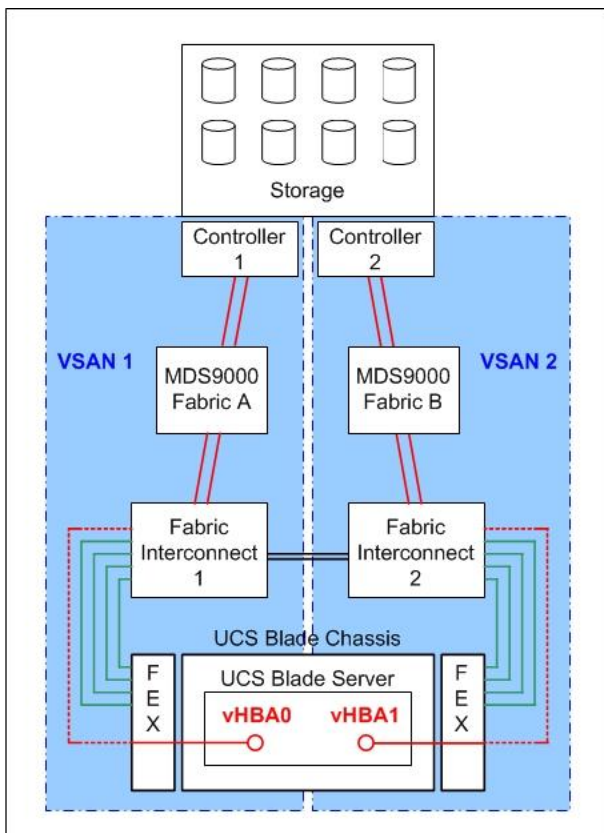 Storage
Controller
1
Controller
2
VSAN 1
MDS9000
Fabric A
MDS9000
Fabric B
VSAN 2
Fabric
Interconnect
1
Fabric
Interconnect
2
UCS Blade Chassis
F
E
X
UCS Blade Server
vHBA0
vHBA1
F
E
X